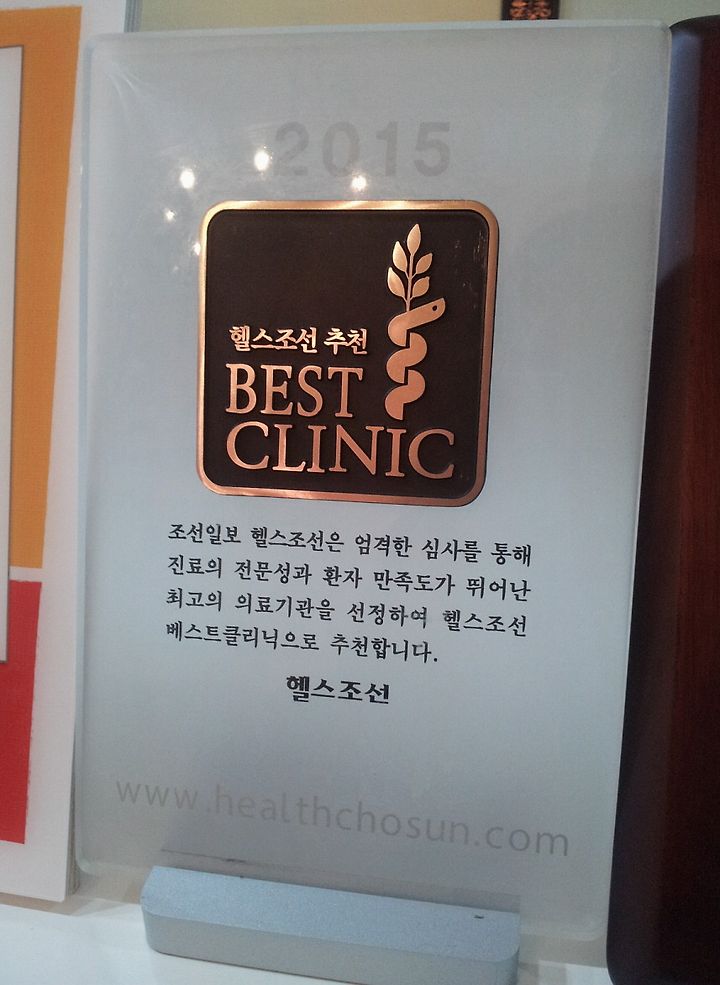 2015
헬스조선 추천
BEST
CLINIC
조선일보 헬스조선은 엄격한 심사를 통해
진료의 전문성과 환자 만족도가 뛰어난
최고의 의료기관을 선정하여 헬스조선
베스트클리닉으로 추천합니다.
헬스조선
www.healthchosun.com